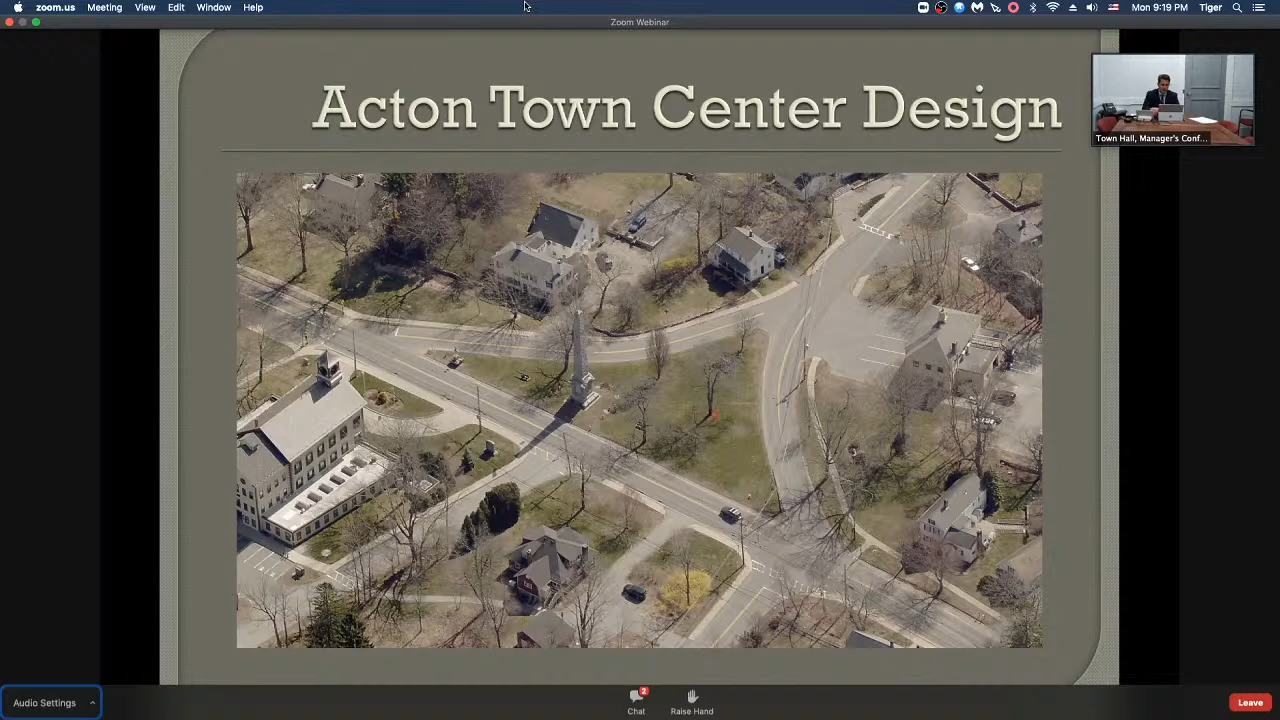 zoom.us Meeting View Edit Window Help Mon 9:19 PM Tiger
Zoom Webinar
Acton Town Center Design
Town Hall, Manager's Conf...
Audio Settings
2
Chat
Raise Hand
Leave